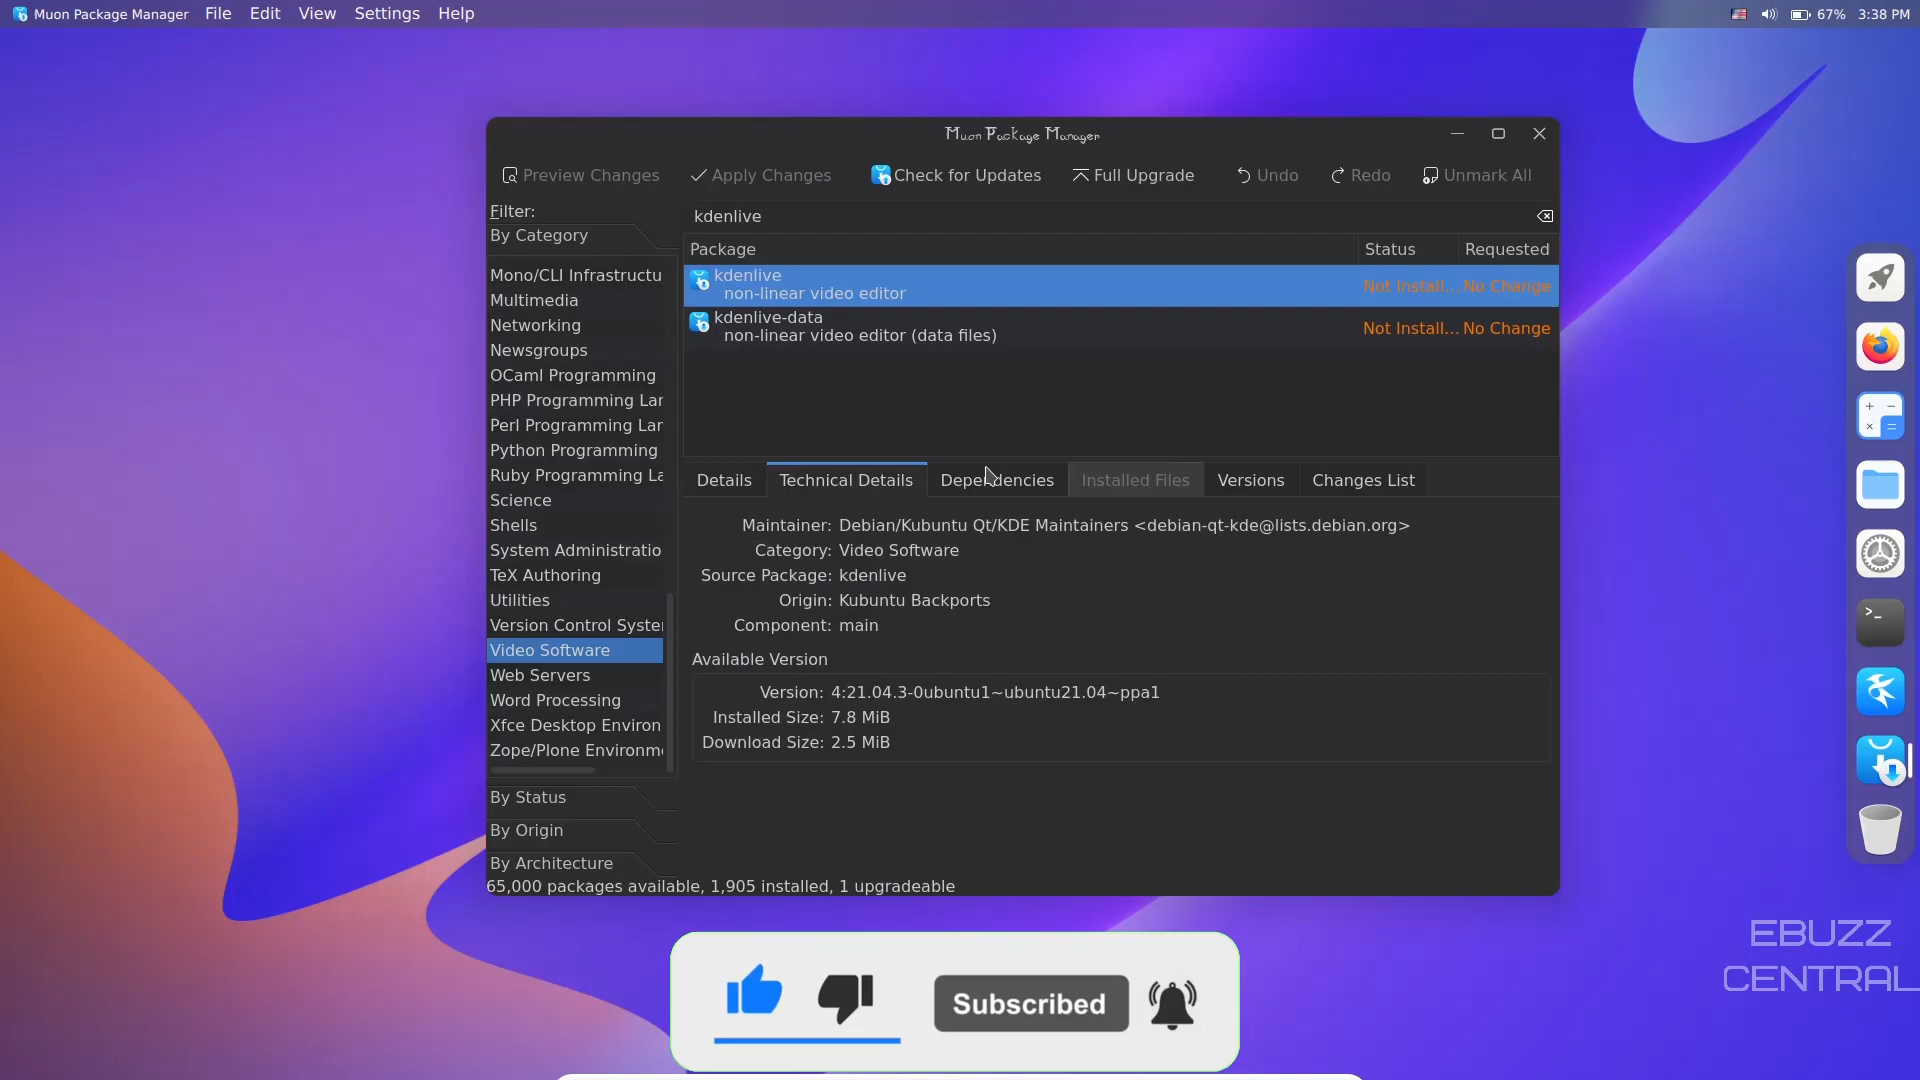 Muon Package Manager File Edit View Settings Help
67% 3:38 PM
Muon Package Manager
Preview Changes Apply Changes Check for Updates Full Upgrade Undo Redo Unmark All
Filter:
kdenlive
By Category
Package Status Requested
Mono/CLI Infrastructu
Multimedia
Networking
Newsgroups
OCaml Programming
PHP Programming Lan
Perl Programming Lan
Python Programming
Ruby Programming La
Science
Shells
System Administratio
TeX Authoring
Utilities
Version Control Syster
Video Software
Web Servers
Word Processing
Xfce Desktop Environ
Zope/Plone Environme
By Status
By Origin
By Architecture
kdenlive
non-linear video editor
Not Install... No Change
kdenlive-data
non-linear video editor (data files)
Not Install... No Change
Details Technical Details Dependencies Installed Files Versions Changes List
Maintainer: Debian/Kubuntu Qt/KDE Maintainers <debian-qt-kde@lists.debian.org>
Category: Video Software
Source Package: kdenlive
Origin: Kubuntu Backports
Component: main
Available Version
Version: 4:21.04.3-0ubuntu1~ubuntu21.04~ppa1
Installed Size: 7.8 MiB
Download Size: 2.5 MiB
65,000 packages available, 1,905 installed, 1 upgradeable
Subscribed
EBUZZ
CENTRAL